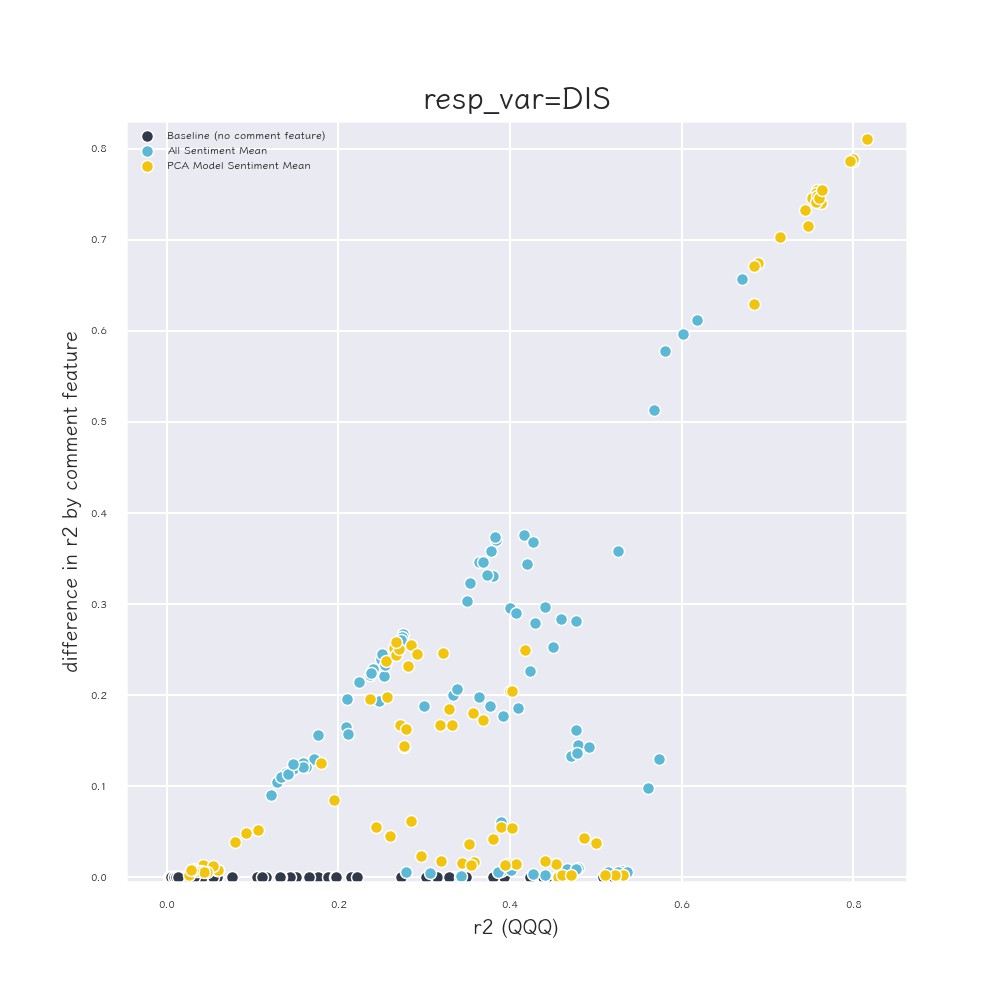 resp_var=DIS
Baseline (no comment feature)
All Sentiment Mean
PCA Model Sentiment Mean
difference in r2 by comment feature
0.8
0.7
0.6
0.5
0.4
0.3
0.2
0.1
0.0
0.0 0.2 0.4 0.6 0.8
r2 (QQQ)